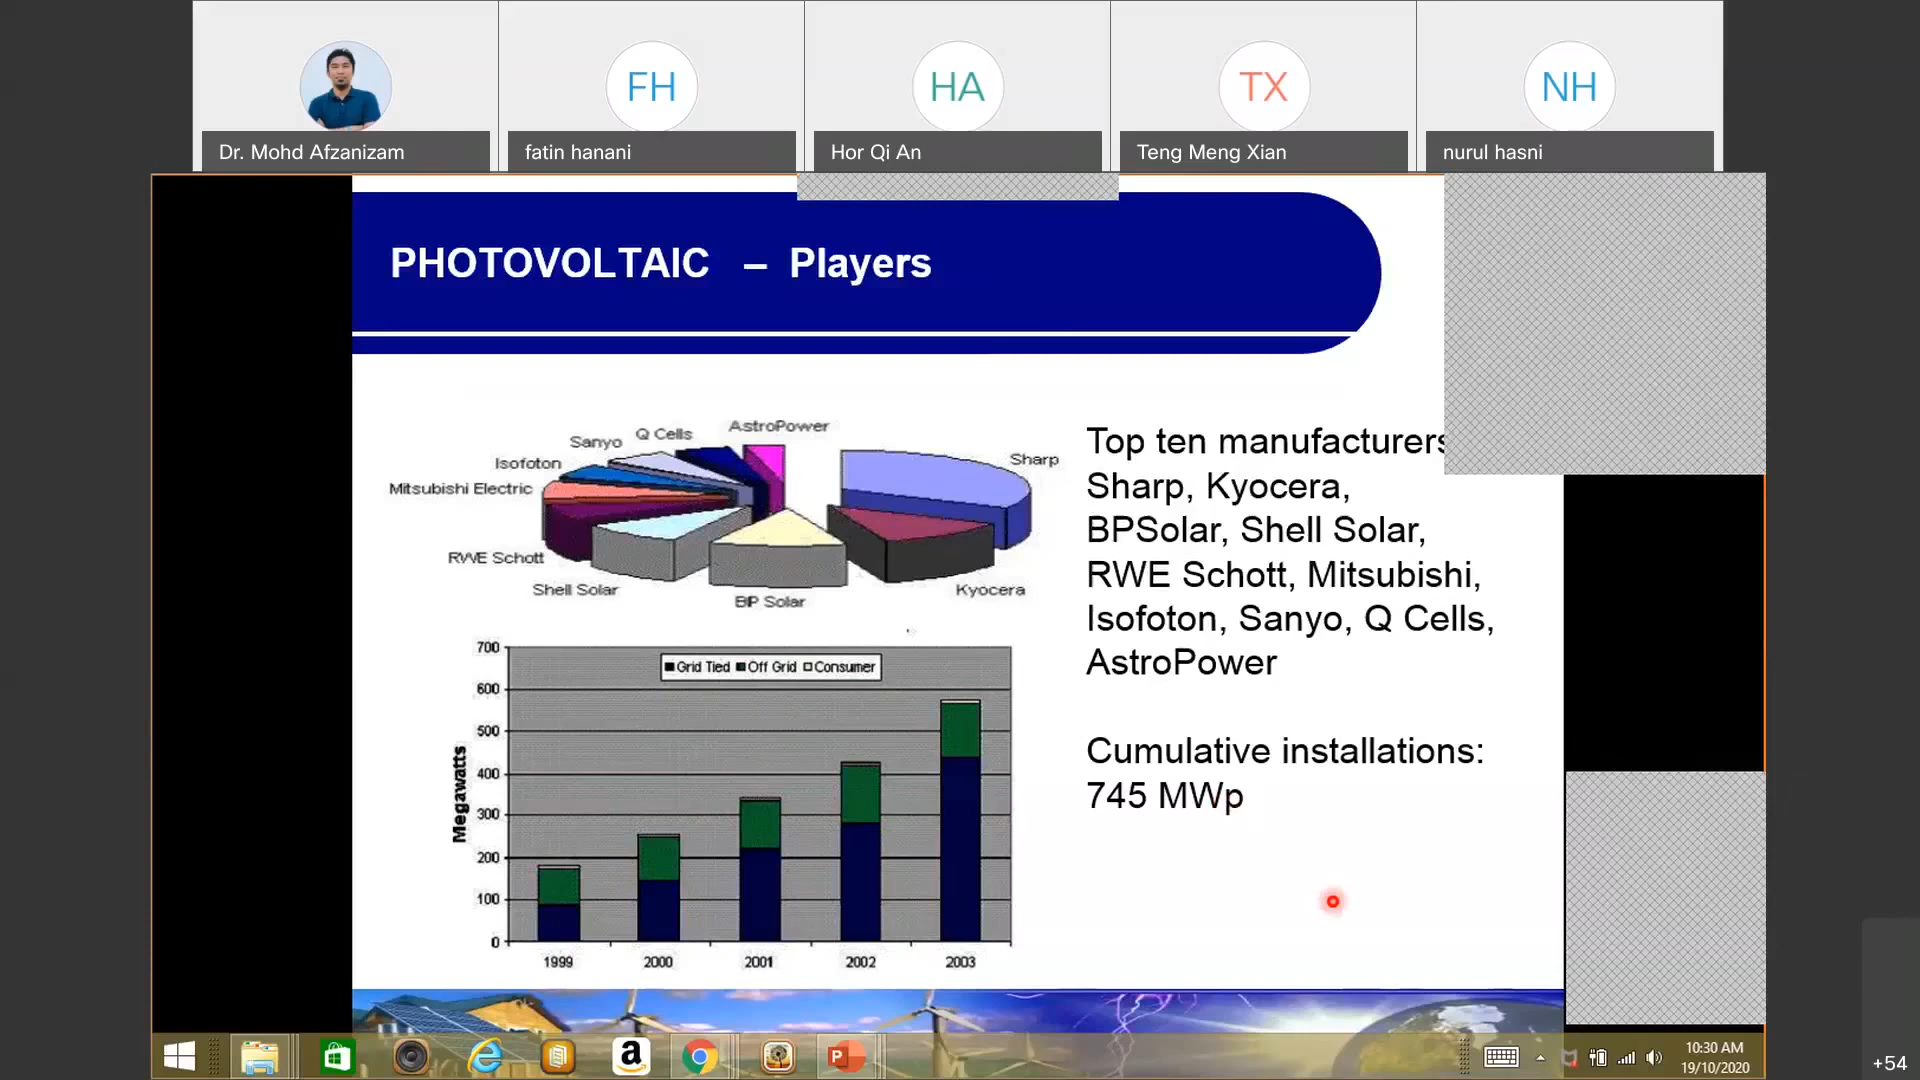 FH
HA
TX
NH
Dr. Mohd Afzanizam
fatin hanani
Hor Qi An
Teng Meng Xian
nurul hasni
PHOTOVOLTAIC – Players
AstroPower
Q Cells
Sanyo
Isofoton
Mitsubishi Electric
Sharp
RWE Schott
Shell Solar
BP Solar
Kyocera
Top ten manufacturers
Sharp, Kyocera,
BPSolar, Shell Solar,
RWE Schott, Mitsubishi,
Isofoton, Sanyo, Q Cells,
AstroPower
Cumulative installations:
745 MWp
Grid Tied Off Grid Consumer
Megawatts
700
600
500
400
300
200
100
0
1999 2000 2001 2002 2003
a
P
10:30 AM
19/10/2020
+54